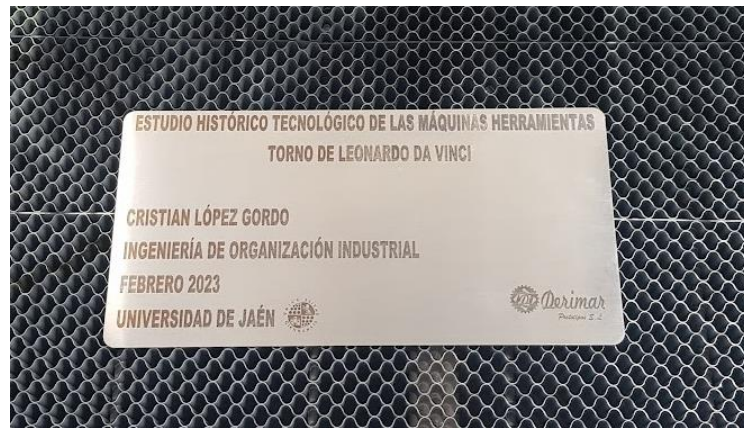 ESTUDIO HISTÓRICO TECNOLÓGICO DE LAS MÁQUINAS HERRAMIENTAS
TORNO DE LEONARDO DA VINCI
CRISTIAN LÓPEZ GORDO
INGENIERÍA DE ORGANIZACIÓN INDUSTRIAL
FEBRERO 2023
UNIVERSIDAD DE JAÉN
Derimar
Prototipos S.L